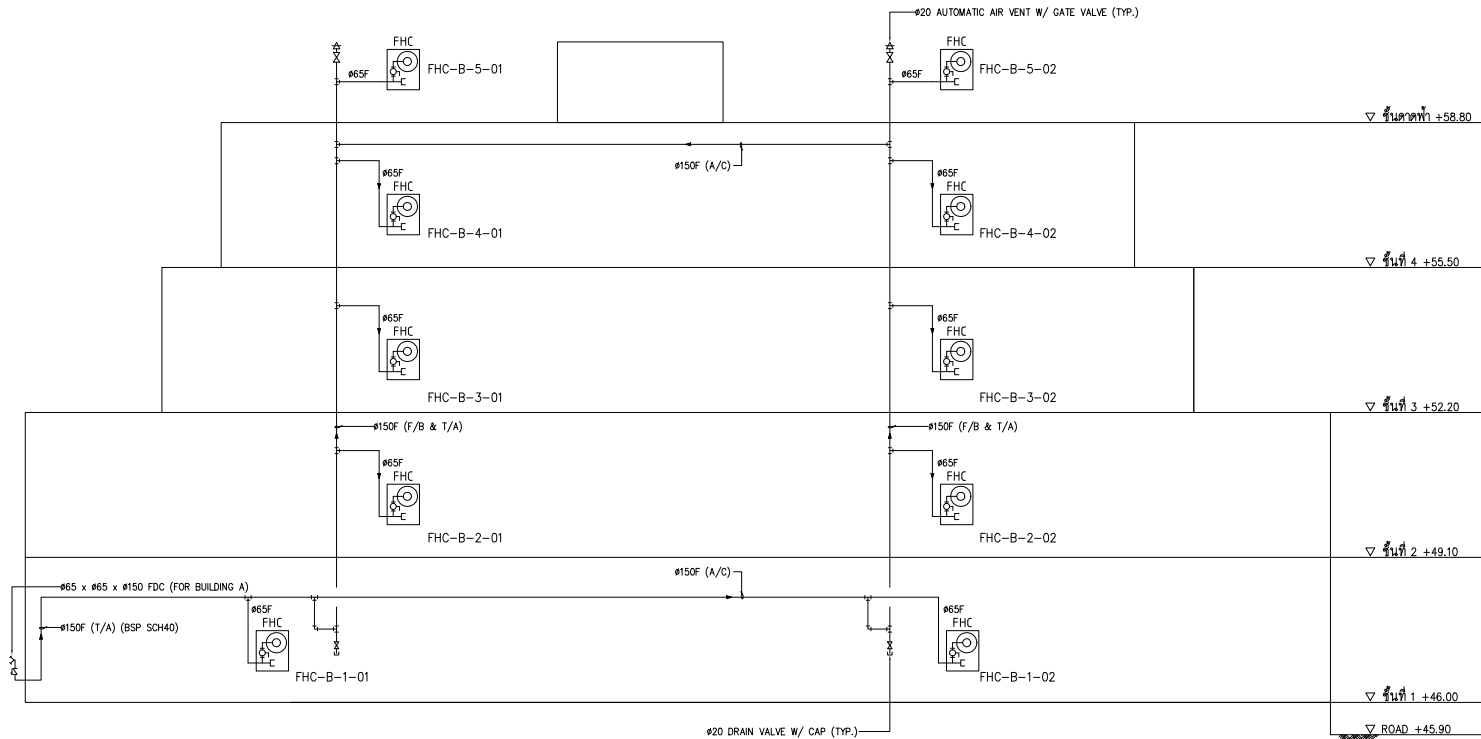 ø20 AUTOMATIC AIR VENT W/ GATE VALVE (TYP.)
FHC
FHC
FHC-B-5-01
FHC-B-5-02
ø65F
ø65F
ชั้นดาดฟ้า +58.80
ø150F (A/C)
ø65F
ø65F
FHC
FHC
FHC-B-4-01
FHC-B-4-02
ชั้นที่ 4 +55.50
ø65F
ø65F
FHC
FHC
FHC-B-3-01
FHC-B-3-02
ชั้นที่ 3 +52.20
ø150F (F/B & T/A)
ø150F (F/B & T/A)
ø65F
ø65F
FHC
FHC
FHC-B-2-01
FHC-B-2-02
ชั้นที่ 2 +49.10
ø150F (A/C)
ø65 x ø65 x ø150 FDC (FOR BUILDING A)
ø65F
ø65F
FHC
FHC
ø150F (T/A) (BSP SCH40)
FHC-B-1-01
FHC-B-1-02
ชั้นที่ 1 +46.00
ø20 DRAIN VALVE W/ CAP (TYP.)
ROAD +45.90